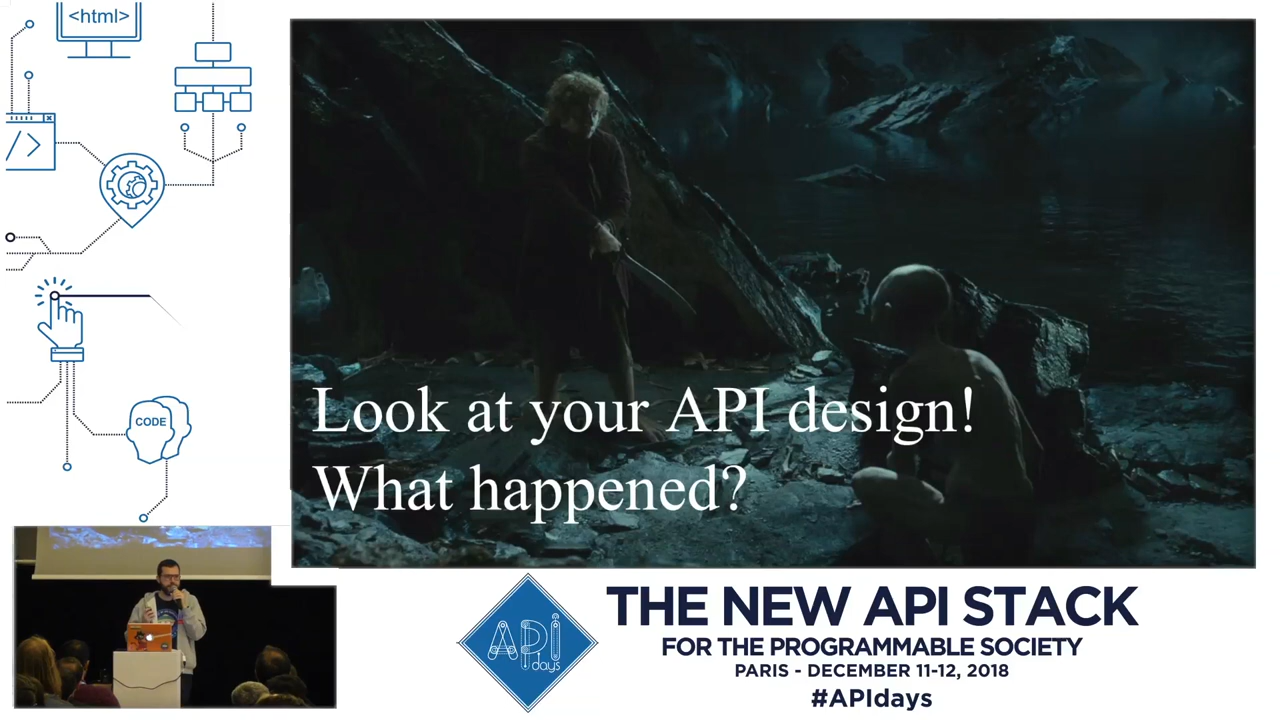 <html>
</>
CODE
Look at your API design!
What happened?
API
days
THE NEW API STACK
FOR THE PROGRAMMABLE SOCIETY
PARIS - DECEMBER 11-12, 2018
#APIdays